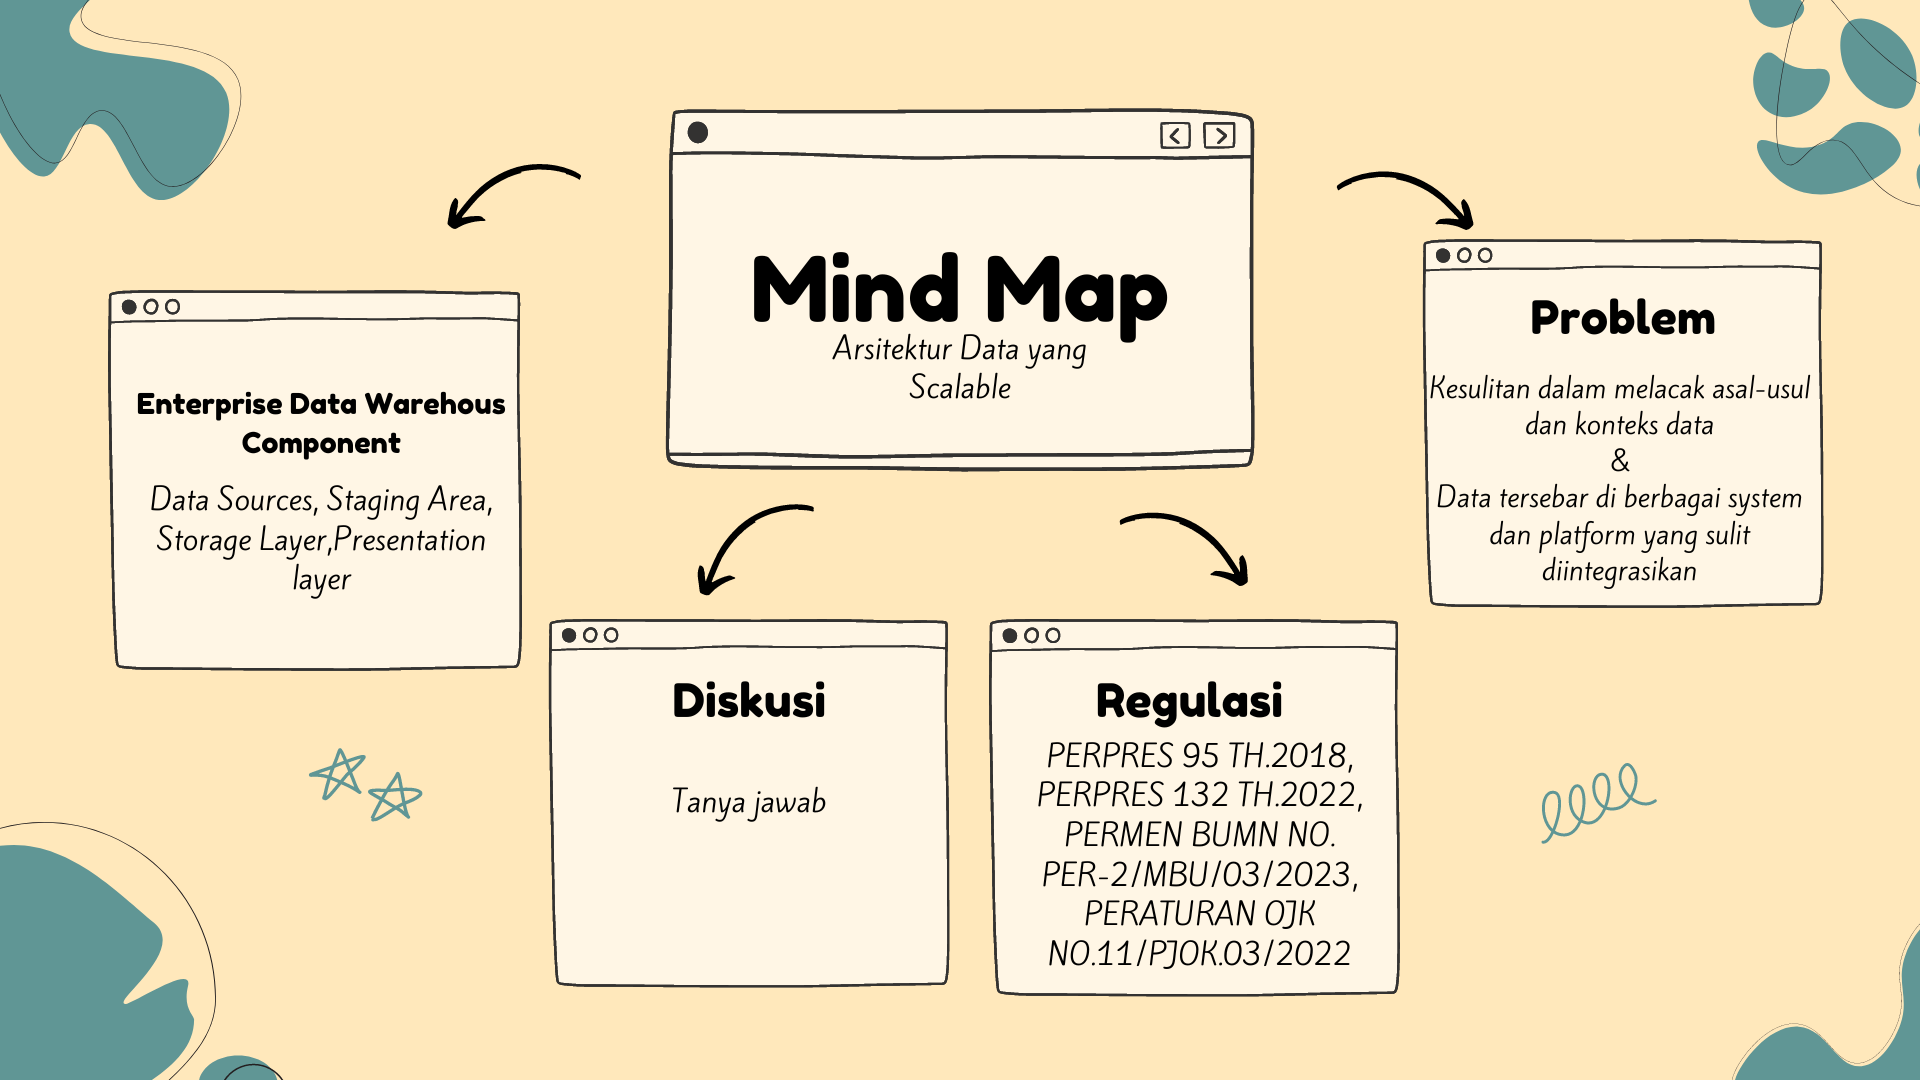 Mind Map
Arsitektur Data yang
Scalable
Enterprise Data Warehous
Component
Data Sources, Staging Area,
Storage Layer,Presentation
layer
Diskusi
Tanya jawab
Regulasi
PERPRES 95 TH.2018,
PERPRES 132 TH.2022,
PERMEN BUMN NO.
PER-2/MBU/03/2023,
PERATURAN OJK
NO.11/PJOK.03/2022
Problem
Kesulitan dalam melacak asal-usul
dan konteks data
&
Data tersebar di berbagai system
dan platform yang sulit
diintegrasikan